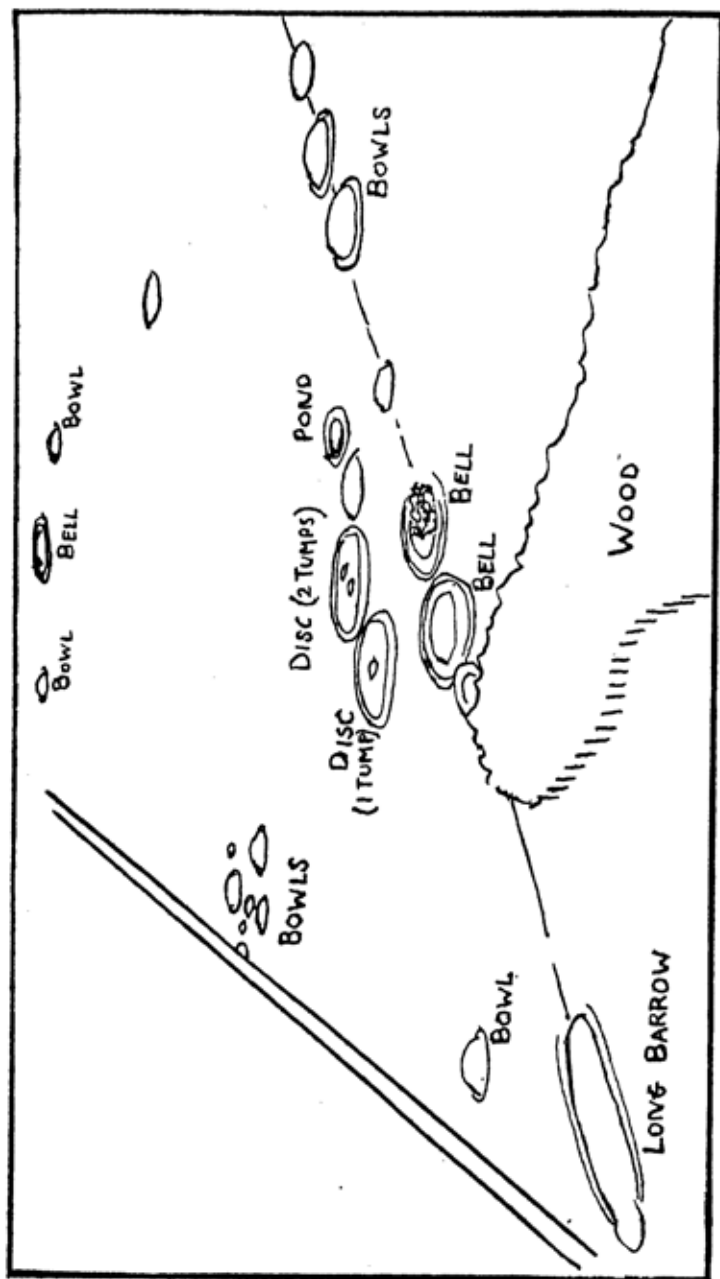 BOWL
BELL
BOWL
BOWLS
DISC (2 TUMPS)
POND
DISC
(1 TUMP)
BOWLS
BOWL
BELL
BELL
WOOD
LONG BARROW